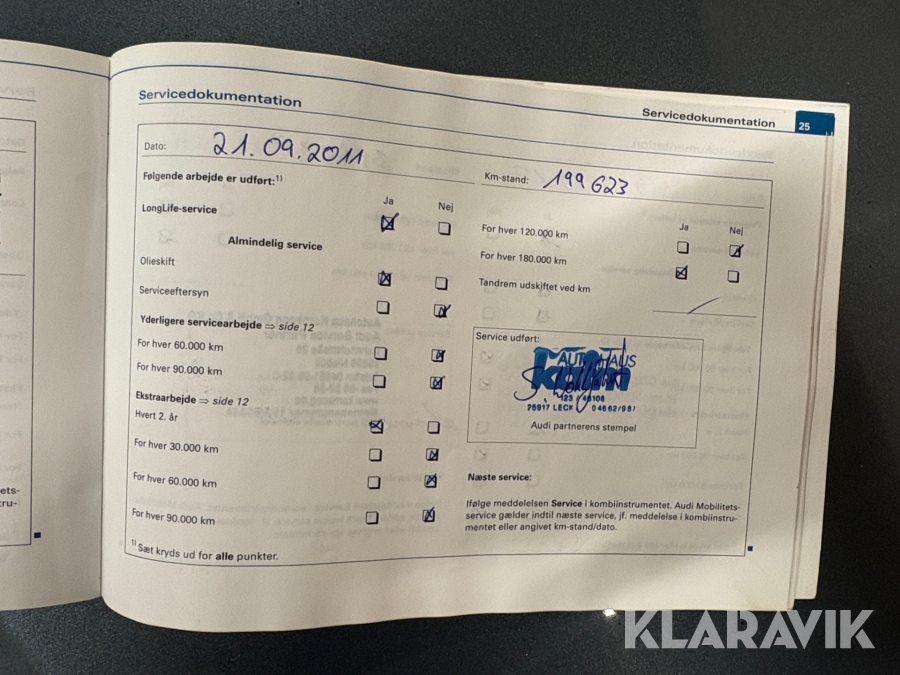 Servicedokumentation
Servicedokumentation
25
Dato: 21.09.2011
Km-stand: 199 623
Følgende arbejde er udført:¹⁾
Ja Nej
LongLife-service
Almindelig service
Olieskift
Serviceeftersyn
Yderligere servicearbejde ⇒ side 12
For hver 60.000 km
For hver 90.000 km
Ekstraarbejde ⇒ side 12
Hvert 2. år
For hver 30.000 km
For hver 60.000 km
For hver 90.000 km
¹⁾ Sæt kryds ud for alle punkter.
Ja Nej
For hver 120.000 km
For hver 180.000 km
Tandrem udskiftet ved km
Service udført:
AUTOHAUS
25917 LECK 04662/
Audi partnerens stempel
Næste service:
Ifølge meddelelsen Service i kombiinstrumentet. Audi Mobilitets-
service gælder indtil næste service, jf. meddelelse i kombiinstru-
mentet eller angivet km-stand/dato.
ets-
tru-
KLARAVIK